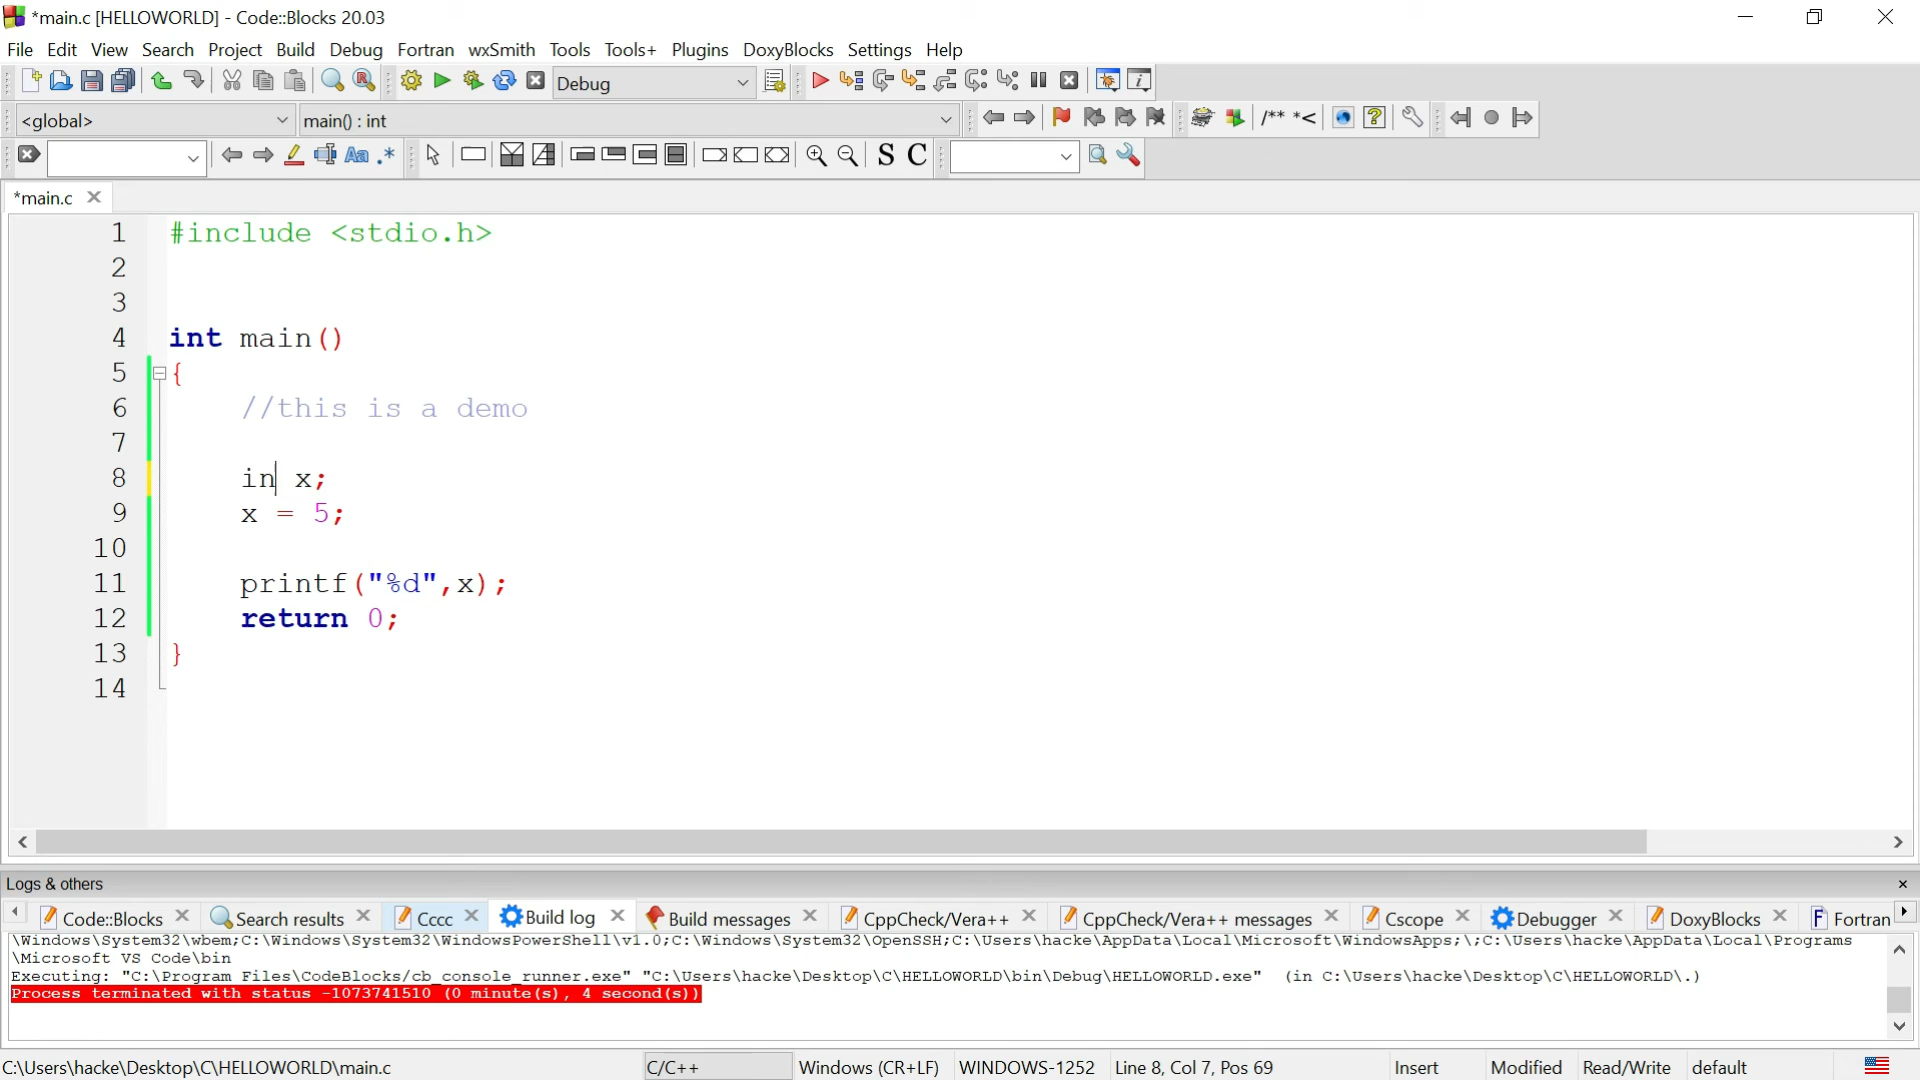 *main.c [HELLOWORLD] - Code::Blocks 20.03
File Edit View Search Project Build Debug Fortran wxSmith Tools Tools+ Plugins DoxyBlocks Settings Help
Debug
<global> main() : int /** *<
Aa .* S C
*main.c
1 #include <stdio.h>
2
3
4 int main()
5 {
6 //this is a demo
7
8 in x;
9 x = 5;
10
11 printf("%d",x);
12 return 0;
13 }
14
Logs & others
Code::Blocks Search results Cccc Build log Build messages CppCheck/Vera++ CppCheck/Vera++ messages Cscope Debugger DoxyBlocks Fortran
\Windows\System32\wbem;C:\Windows\System32\WindowsPowerShell\v1.0;C:\Windows\System32\OpenSSH;C:\Users\hacke\AppData\Local\Microsoft\WindowsApps;\;C:\Users\hacke\AppData\Local\Programs
\Microsoft VS Code\bin
Executing: "C:\Program Files\CodeBlocks/cb_console_runner.exe" "C:\Users\hacke\Desktop\C\HELLOWORLD\bin\Debug\HELLOWORLD.exe" (in C:\Users\hacke\Desktop\C\HELLOWORLD\.)
Process terminated with status -1073741510 (0 minute(s), 4 second(s))
C:\Users\hacke\Desktop\C\HELLOWORLD\main.c C/C++ Windows (CR+LF) WINDOWS-1252 Line 8, Col 7, Pos 69 Insert Modified Read/Write default